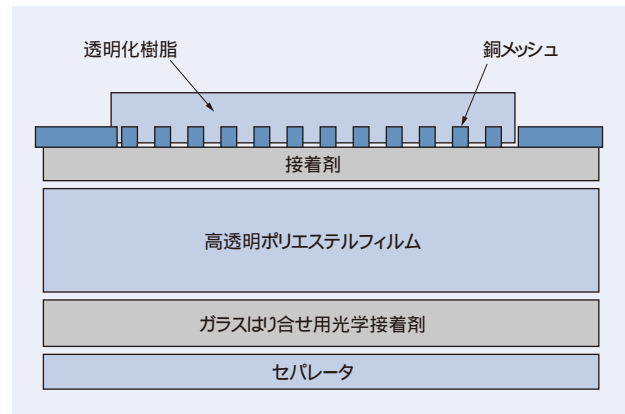 透明化樹脂
銅メッシュ
接着剤
高透明ポリエステルフィルム
ガラスはり合せ用光学接着剤
セパレータ